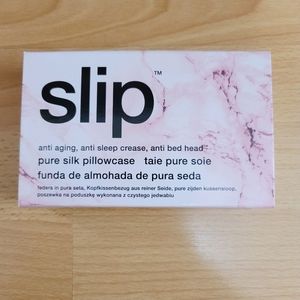 slip™
anti aging, anti sleep crease, anti bed head™
pure silk pillowcase taie pure soie
funda de almohada de pura seda
federa in pura seta, Kopfkissenbezug aus reiner Seide, pure zijden kussensloop,
poszewka na poduszkę wykonana z czystego jedwabiu